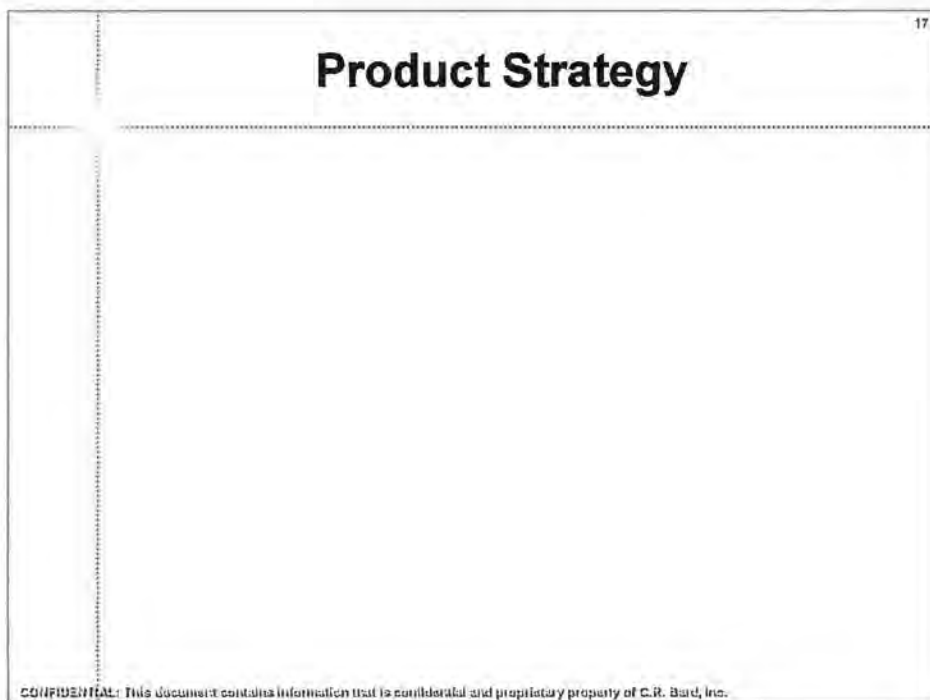 17
Product Strategy
CONFIDENTIAL: This document contains information that is confidential and proprietary property of C.R. Bard, Inc.